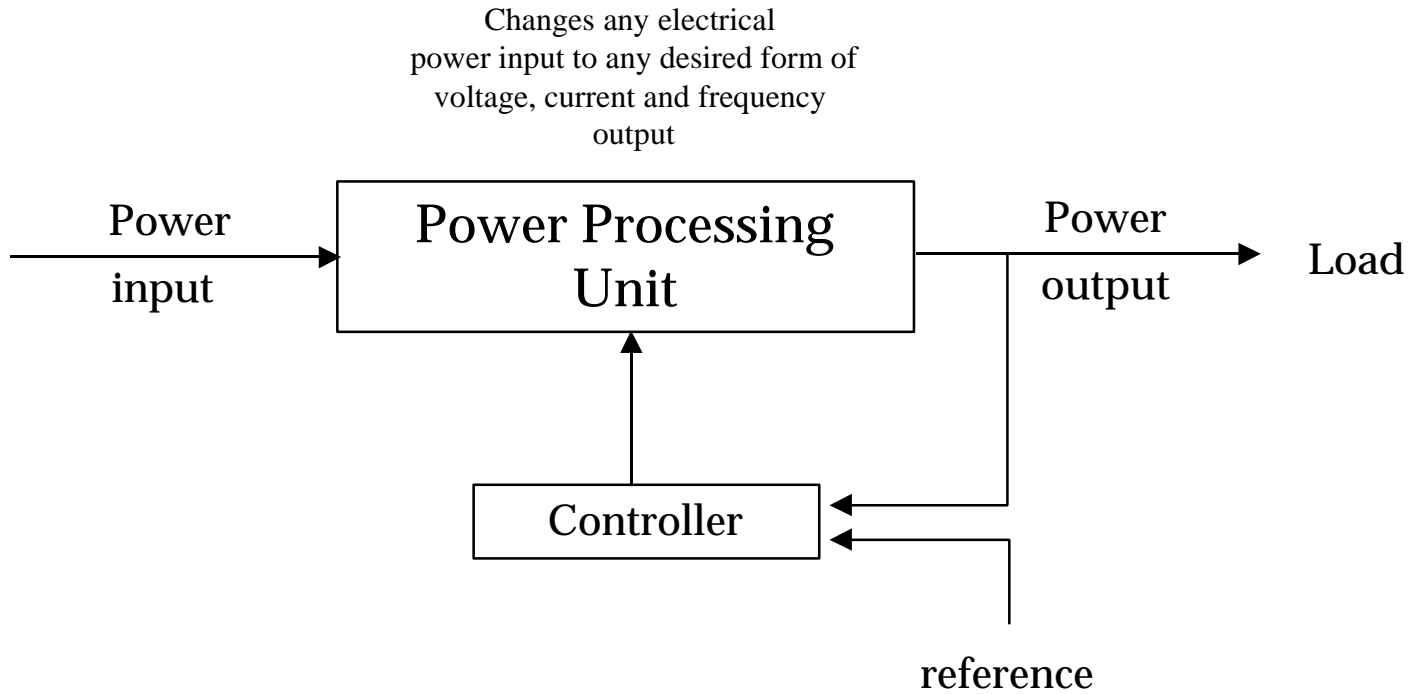 Changes any electrical
power input to any desired form of
voltage, current and frequency
output
Power
input
Power Processing
Unit
Power
output
Load
Controller
reference